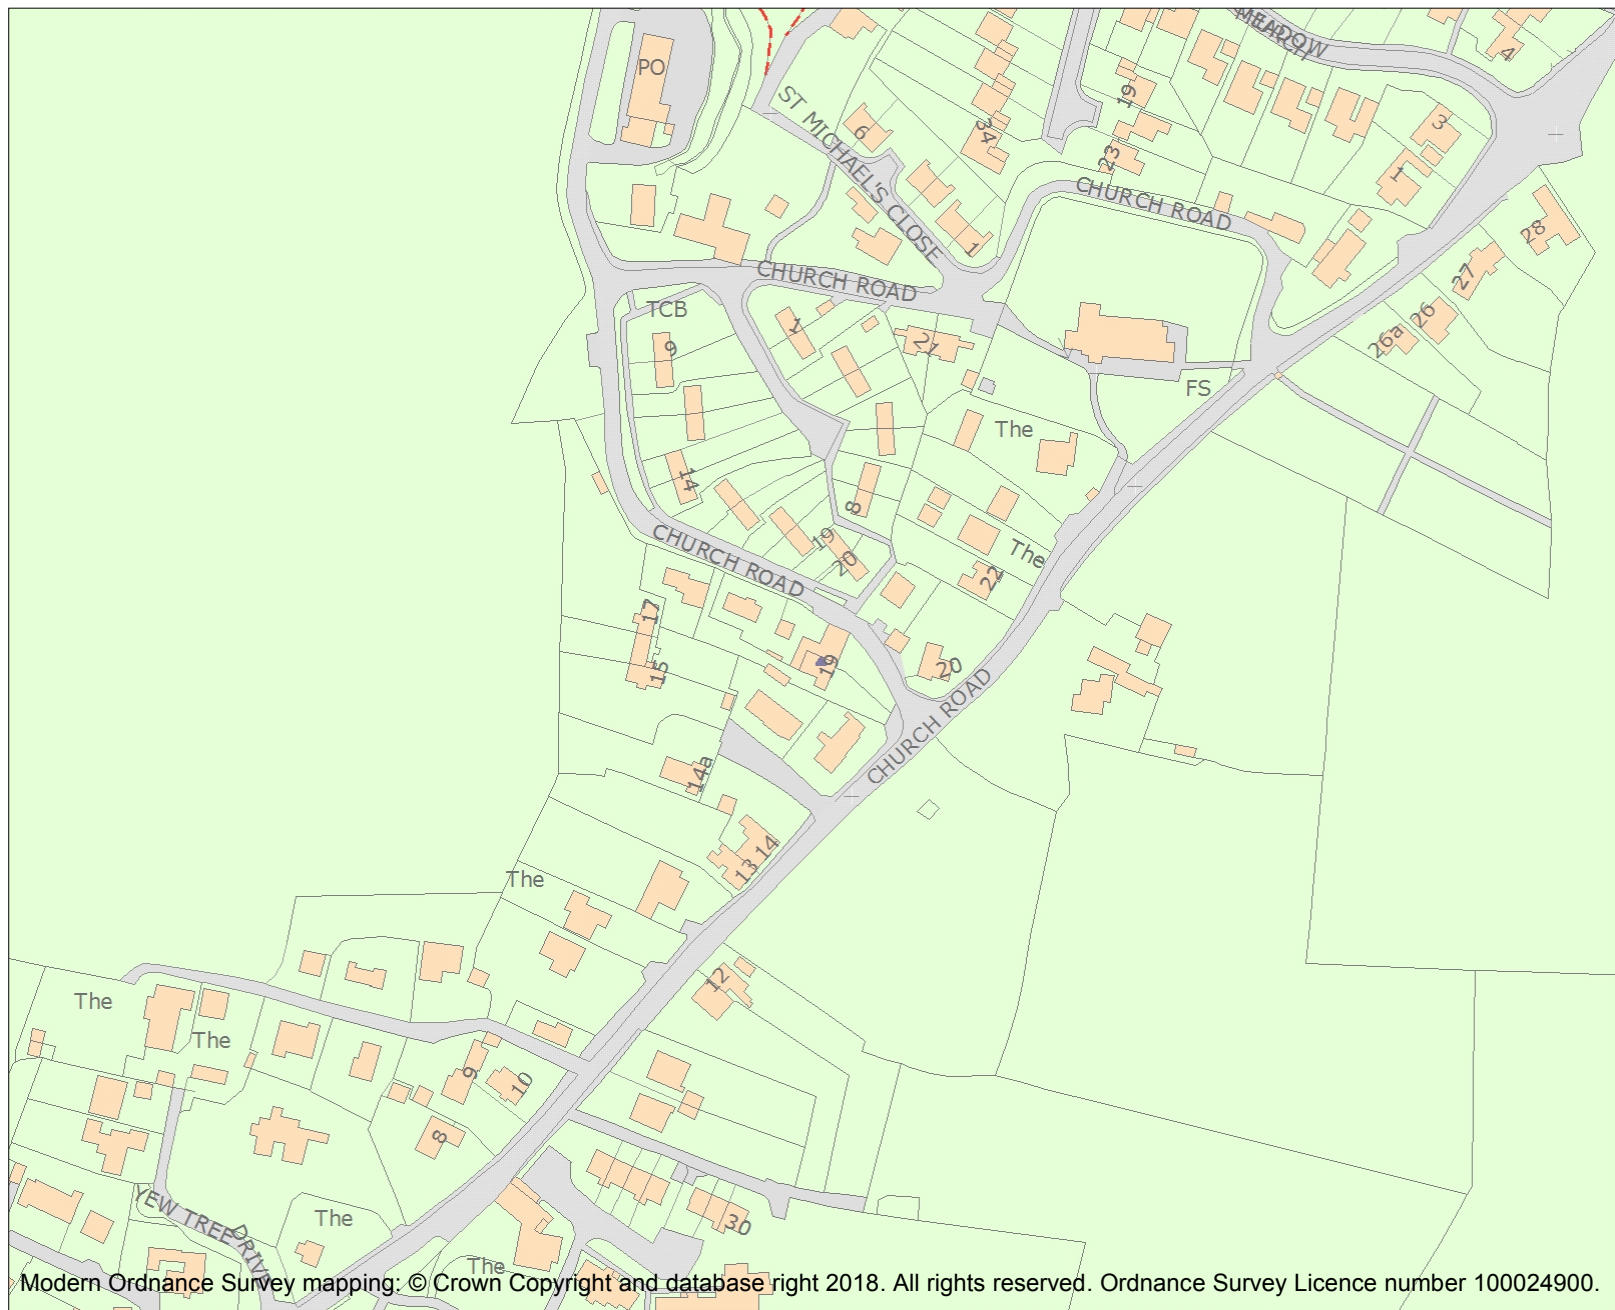 MEADOW
4
PO
ST MICHAEL'S CLOSE
6
34
19
23
3
1
CHURCH ROAD
28
27
26
26a
1
CHURCH ROAD
TCB
9
1
21
FS
The
14
8
The
22
CHURCH ROAD
19
20
17
15
19
20
CHURCH ROAD
14a
14
13
The
12
The
The
9
10
8
YEW TREE DRIVE
The
30
The
Modern Ordnance Survey mapping: © Crown Copyright and database right 2018. All rights reserved. Ordnance Survey Licence number 100024900.